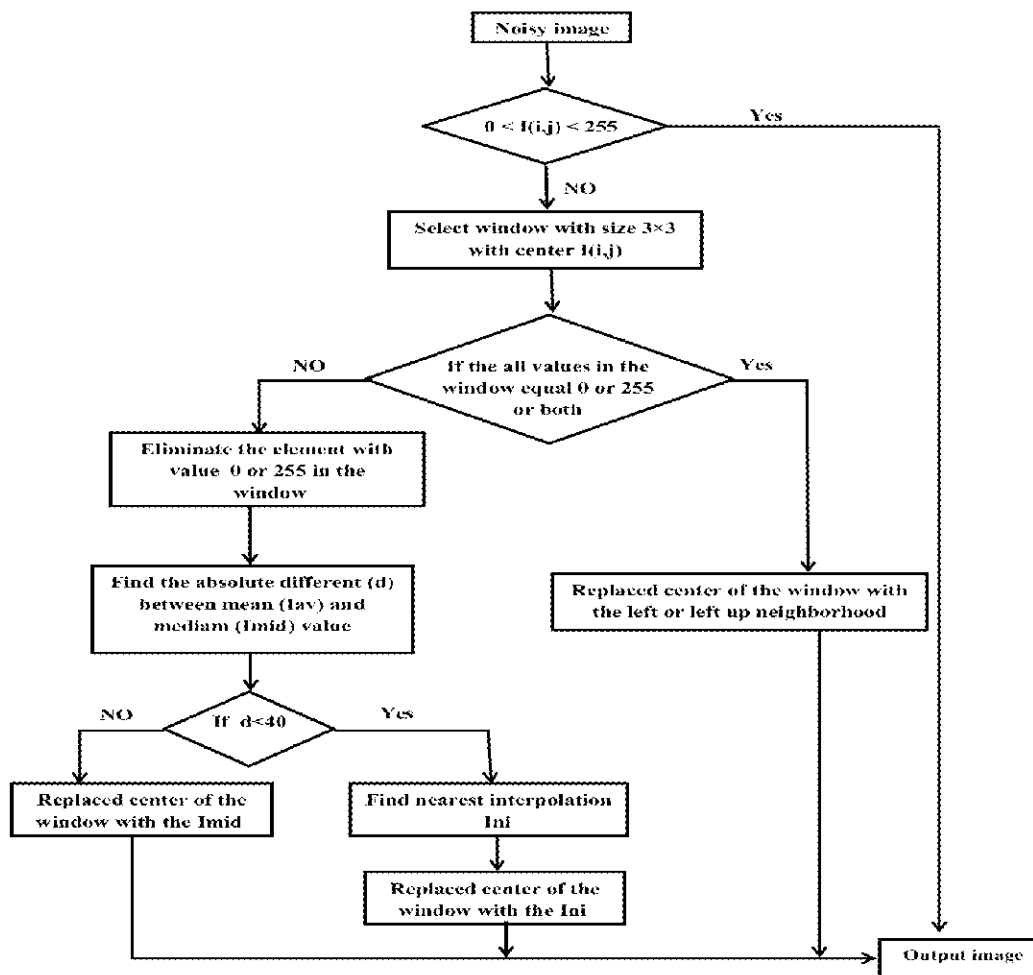 Noisy image
0 < I(i,j) < 255
Yes
NO
Select window with size 3×3
with center I(i,j)
NO
If the all values in the
window equal 0 or 255
or both
Yes
Eliminate the element with
value 0 or 255 in the
window
Find the absolute different (d)
between mean (Iav) and
mediam (Imid) value
Replaced center of the window with
the left or left up neighborhood
NO
If d<40
Yes
Replaced center of the
window with the Imid
Find nearest interpolation
Ini
Replaced center of the
window with the Ini
Output image